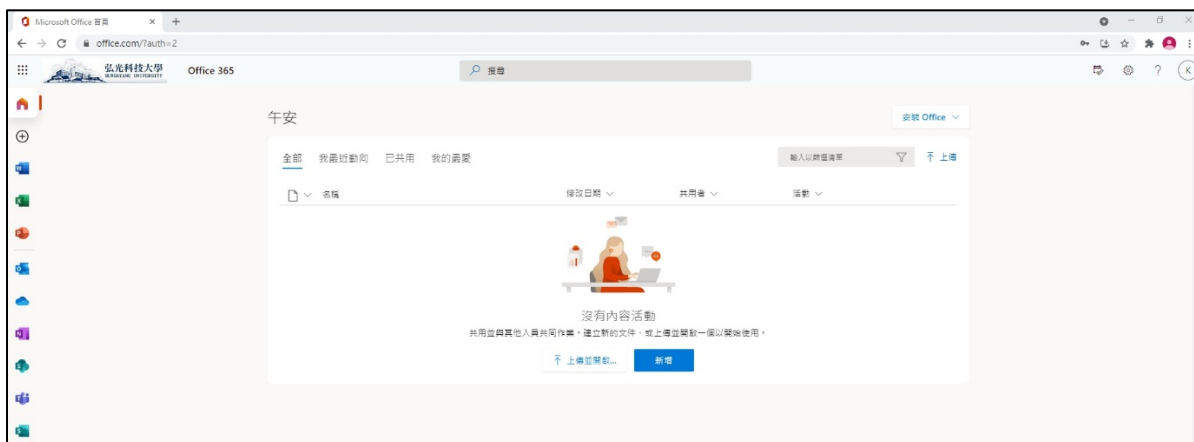 Microsoft Office 首頁
office.com/?auth=2
弘光科技大學
HUNGKUANG UNIVERSITY
Office 365
搜尋
K
午安
安裝 Office
全部 我最近動向 已共用 我的最愛
輸入以篩選清單
上傳
名稱 修改日期 共用者 活動
沒有內容活動
共用並與其他人員共同作業。建立新的文件、或上傳並開啟一個以開始使用。
上傳並開啟... 新增